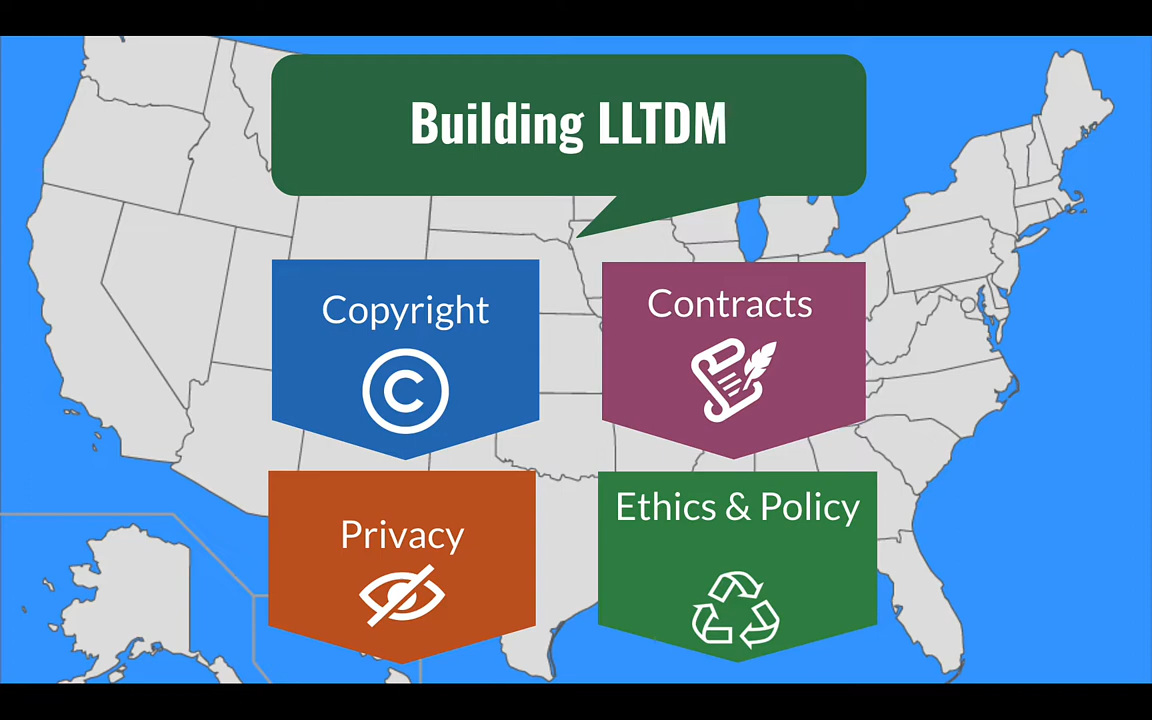 Building LLTDM
Copyright
Contracts
Privacy
Ethics & Policy